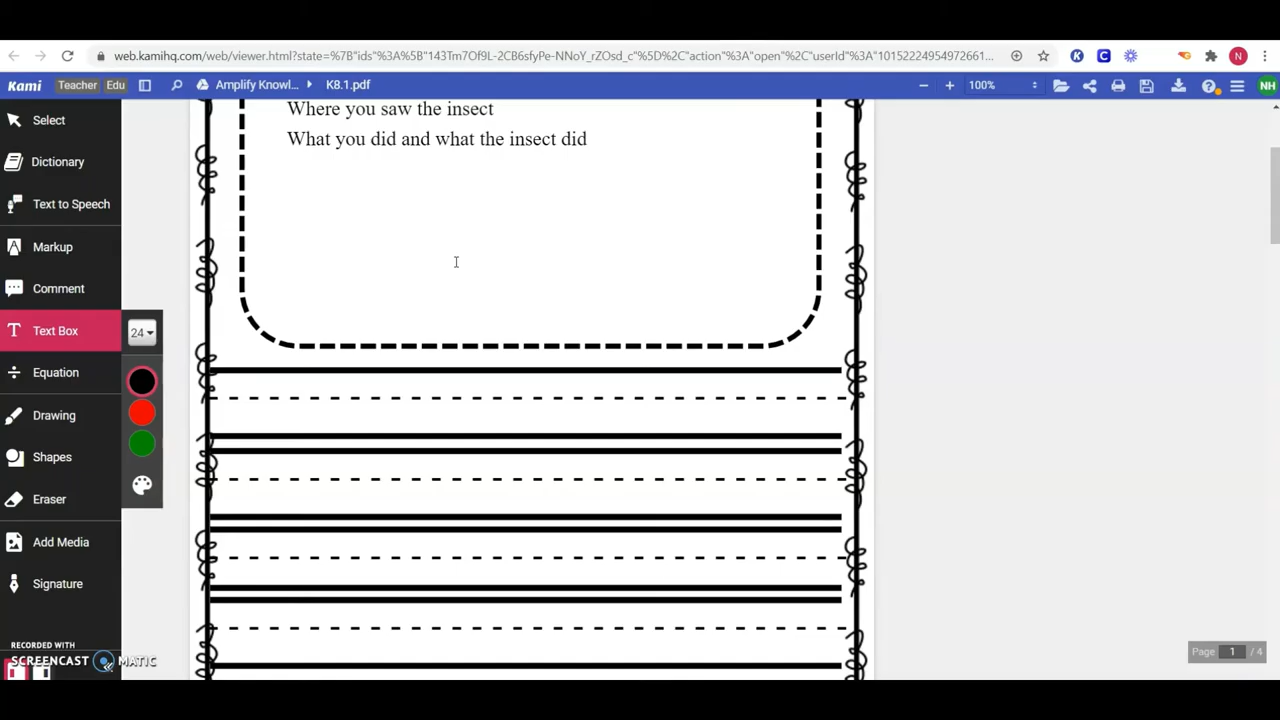 web.kamihq.com/web/viewer.html?state=%7B"ids"%3A%5B"143Tm7Of9L-2CB6sfyPe-NNoY_rZOsd_c"%5D%2C"action"%3A"open"%2C"userId"%3A"1015222495497266​1...
Kami Teacher Edu Amplify Knowl... K8.1.pdf 100% NH
N
K C
Select
Dictionary
Text to Speech
Markup
Comment
T Text Box
24
Equation
Drawing
Shapes
Eraser
Add Media
Signature
Where you saw the insect
What you did and what the insect did
RECORDED WITH
SCREENCAST MATIC
Page 1 / 4